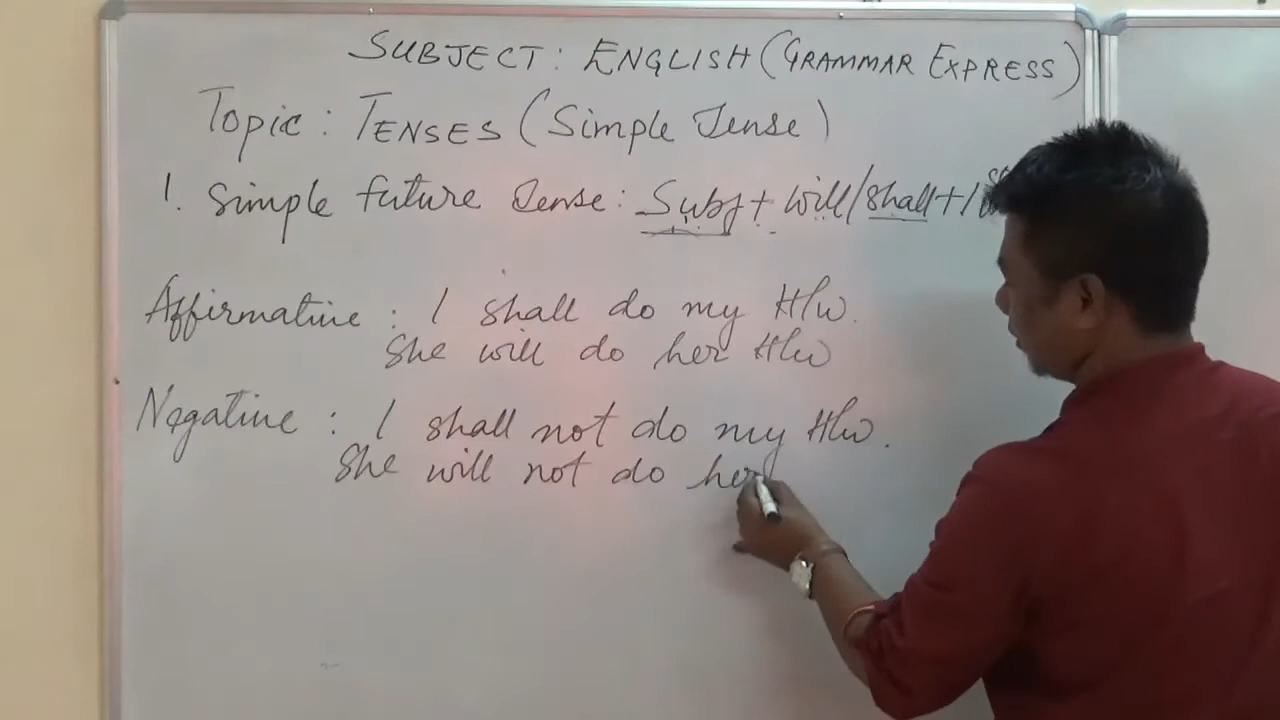 SUBJECT: ENGLISH (GRAMMAR EXPRESS)
Topic: TENSES (Simple Tense)
1. Simple future Tense: Subj + will/shall +
Affirmative: I shall do my H/w.
She will do her H/w
Negative: I shall not do my H/w.
She will not do her